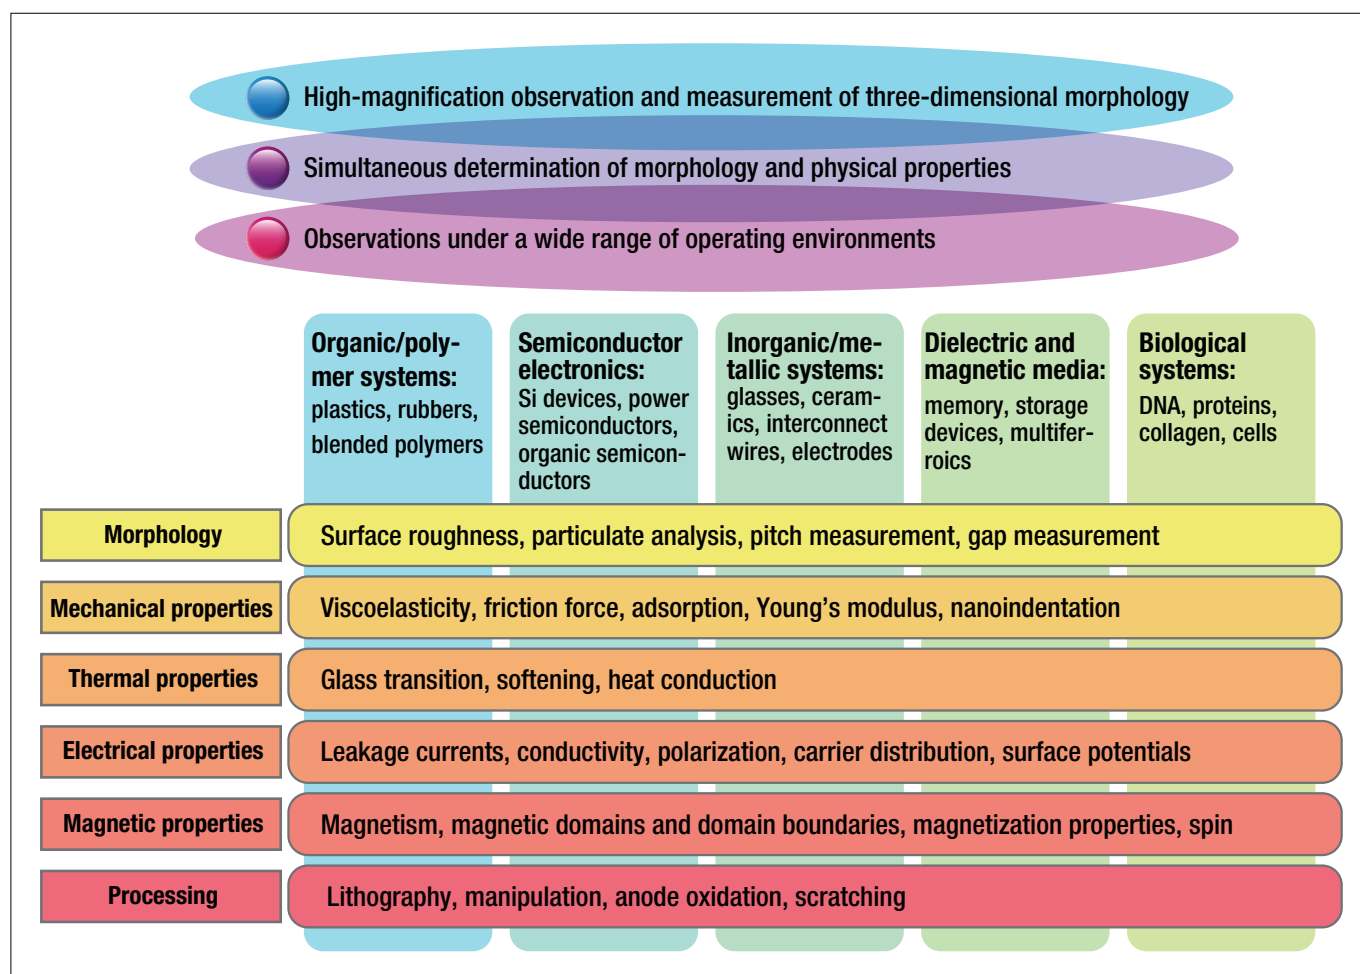 High-magnification observation and measurement of three-dimensional morphology
Simultaneous determination of morphology and physical properties
Observations under a wide range of operating environments
Organic/poly-
mer systems:
plastics, rubbers,
blended polymers
Semiconductor
electronics:
Si devices, power
semiconductors,
organic semicon-
ductors
Inorganic/me-
tallic systems:
glasses, ceram-
ics, interconnect
wires, electrodes
Dielectric and
magnetic media:
memory, storage
devices, multifer-
roics
Biological
systems:
DNA, proteins,
collagen, cells
Morphology
Surface roughness, particulate analysis, pitch measurement, gap measurement
Mechanical properties
Viscoelasticity, friction force, adsorption, Young’s modulus, nanoindentation
Thermal properties
Glass transition, softening, heat conduction
Electrical properties
Leakage currents, conductivity, polarization, carrier distribution, surface potentials
Magnetic properties
Magnetism, magnetic domains and domain boundaries, magnetization properties, spin
Processing
Lithography, manipulation, anode oxidation, scratching